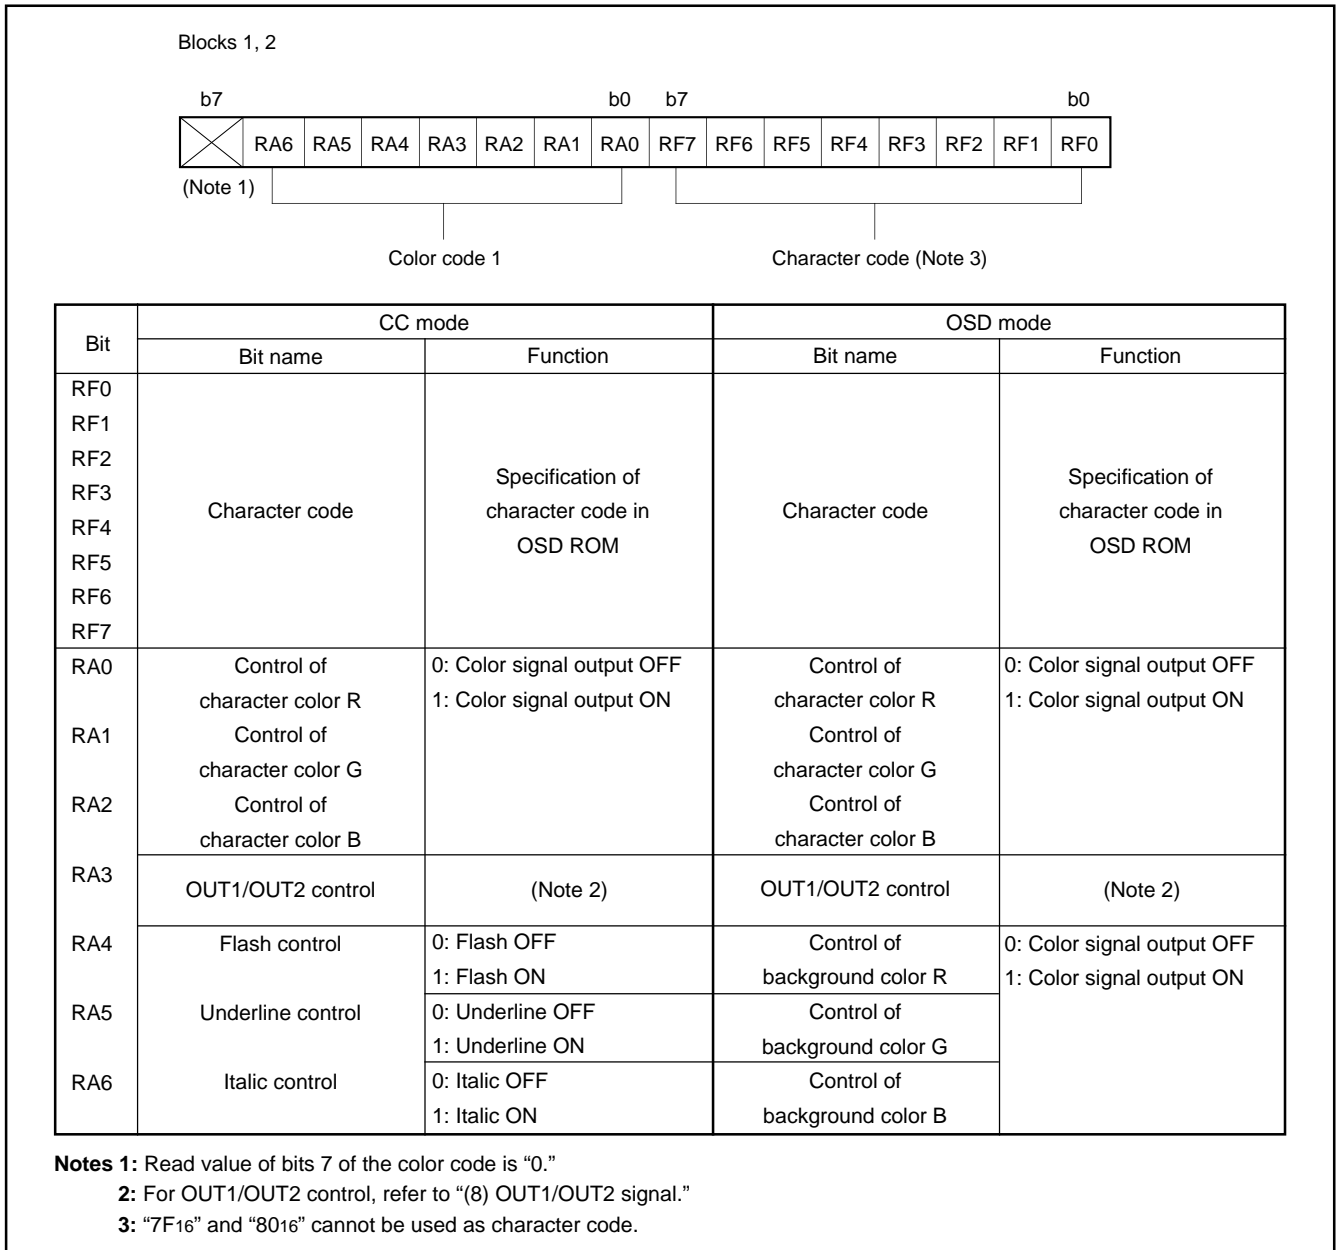 Blocks 1, 2
b7 b0 b7 b0
RA6 RA5 RA4 RA3 RA2 RA1 RA0 RF7 RF6 RF5 RF4 RF3 RF2 RF1 RF0
(Note 1)
Color code 1 Character code (Note 3)
Bit CC mode OSD mode
Bit name Function Bit name Function
RF0
RF1
RF2
RF3
RF4
RF5
RF6
RF7
Character code
Specification of
character code in
OSD ROM
Character code
Specification of
character code in
OSD ROM
RA0 Control of 0: Color signal output OFF Control of 0: Color signal output OFF
character color R 1: Color signal output ON character color R 1: Color signal output ON
RA1 Control of Control of
character color G character color G
RA2 Control of Control of
character color B character color B
RA3 OUT1/OUT2 control (Note 2) OUT1/OUT2 control (Note 2)
RA4 Flash control 0: Flash OFF Control of 0: Color signal output OFF
1: Flash ON background color R 1: Color signal output ON
RA5 Underline control 0: Underline OFF Control of
1: Underline ON background color G
RA6 Italic control 0: Italic OFF Control of
1: Italic ON background color B
Notes 1: Read value of bits 7 of the color code is “0.”
2: For OUT1/OUT2 control, refer to “(8) OUT1/OUT2 signal.”
3: “7F16” and “8016” cannot be used as character code.